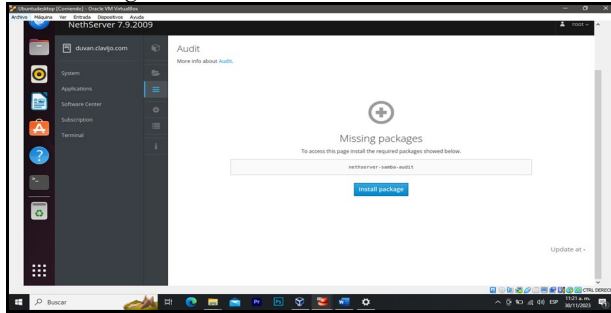 Ubuntudesktop [Corriendo] - Oracle VM VirtualBox
Archivo Máquina Ver Entrada Dispositivos Ayuda
NethServer 7.9.2009
root
duvan.clavijo.com
Audit
More info about Audit.
System
Applications
Software Center
Subscription
Terminal
Missing packages
To access this page install the required packages showed below.
nethserver-samba-audit
Install package
Update at -
CTRL DERECHO
Buscar
ESP
11:21 a. m.
30/11/2023